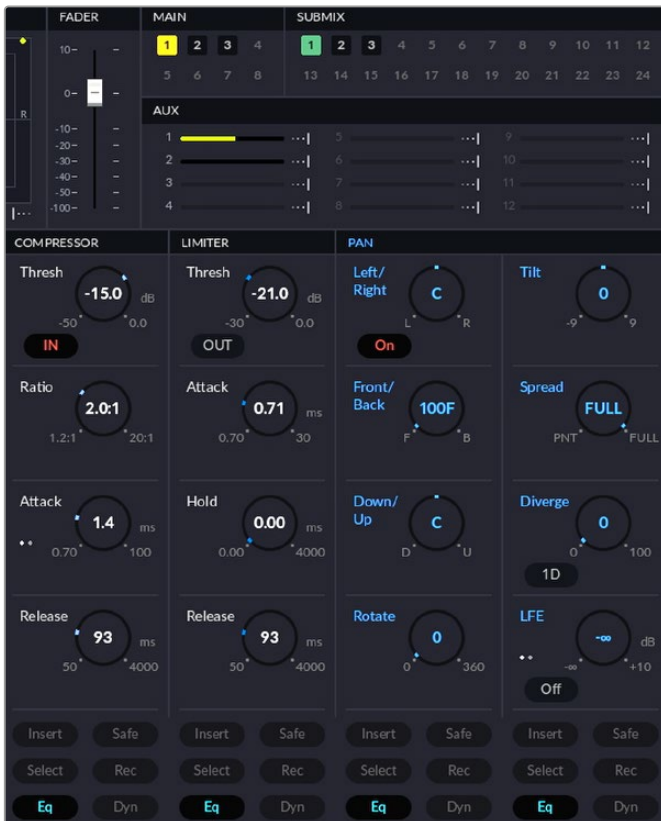 FADER
MAIN
SUBMIX
10-
0-
-10-
-20-
-30-
-40-
-50-
-100-
R
1 2 3 4
5 6 7 8
1 2 3 4 5 6 7 8 9 10 11 12
13 14 15 16 17 18 19 20 21 22 23 24
AUX
1 5 9
2 6 10
3 7 11
4 8 12
COMPRESSOR
Thresh
-15.0 dB
-50 0.0
IN
Ratio
2.0:1
1.2:1 20:1
Attack
1.4 ms
0.70 100
Release
93 ms
50 4000
LIMITER
Thresh
-21.0 dB
-30 0.0
OUT
Attack
0.71 ms
0.70 30
Hold
0.00 ms
0.00 4000
Release
93 ms
50 4000
PAN
Left/
Right
C
L R
On
Front/
Back
100F
F B
Down/
Up
C
D U
Rotate
0
0 360
Tilt
0
-9 9
Spread
FULL
PNT FULL
Diverge
0
0 100
1D
LFE
-∞ dB
-∞ +10
Off
Insert Safe Insert Safe Insert Safe Insert Safe
Select Rec Select Rec Select Rec Select Rec
Eq Dyn Eq Dyn Eq Dyn Eq Dyn